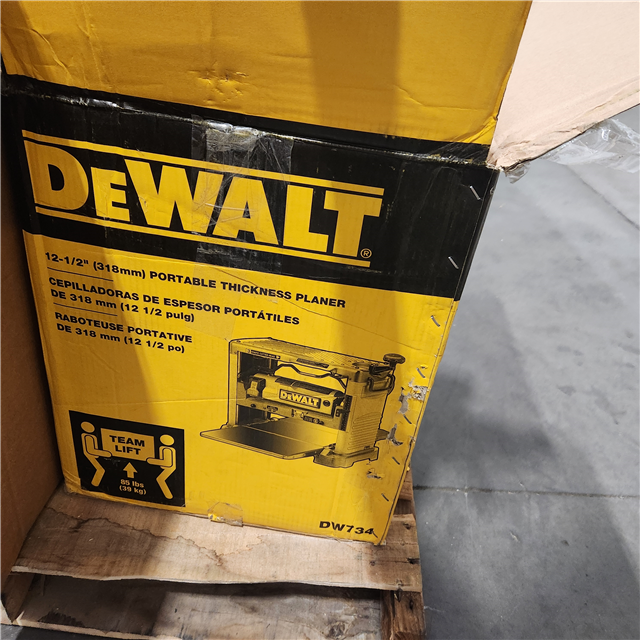 DEWALT®
12-1/2" (318mm) PORTABLE THICKNESS PLANER
CEPILLADORAS DE ESPESOR PORTÁTILES
DE 318 mm (12 1/2 pulg)
RABOTEUSE PORTATIVE
DE 318 mm (12 1/2 po)
DEWALT
TEAM
LIFT
85 lbs
(39 kg)
DW734